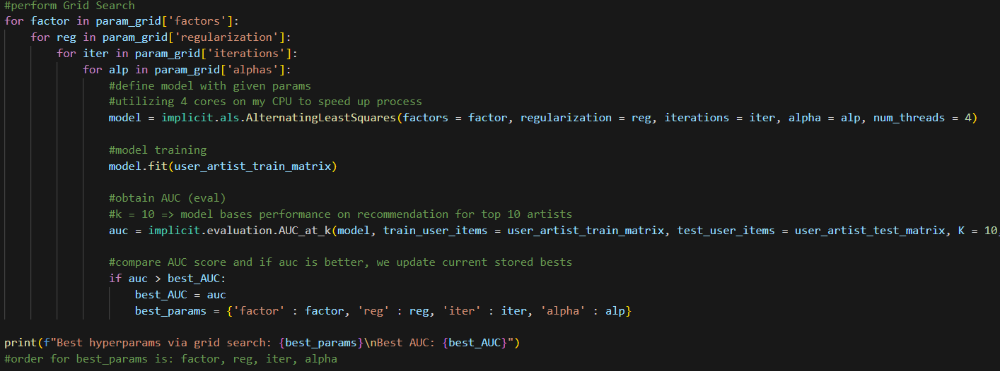 #perform Grid Search
for factor in param_grid['factors']:
    for reg in param_grid['regularization']:
        for iter in param_grid['iterations']:
            for alp in param_grid['alphas']:
                #define model with given params
                #utilizing 4 cores on my CPU to speed up process
                model = implicit.als.AlternatingLeastSquares(factors = factor, regularization = reg, iterations = iter, alpha = alp, num_threads = 4)
                #model training
                model.fit(user_artist_train_matrix)
                #obtain AUC (eval)
                #k = 10 => model bases performance on recommendation for top 10 artists
                auc = implicit.evaluation.AUC_at_k(model, train_user_items = user_artist_train_matrix, test_user_items = user_artist_test_matrix, K = 10,
                #compare AUC score and if auc is better, we update current stored bests
                if auc > best_AUC:
                    best_AUC = auc
                    best_params = {'factor' : factor, 'reg' : reg, 'iter' : iter, 'alpha' : alp}
print(f"Best hyperparams via grid search: {best_params}\nBest AUC: {best_AUC}")
#order for best_params is: factor, reg, iter, alpha